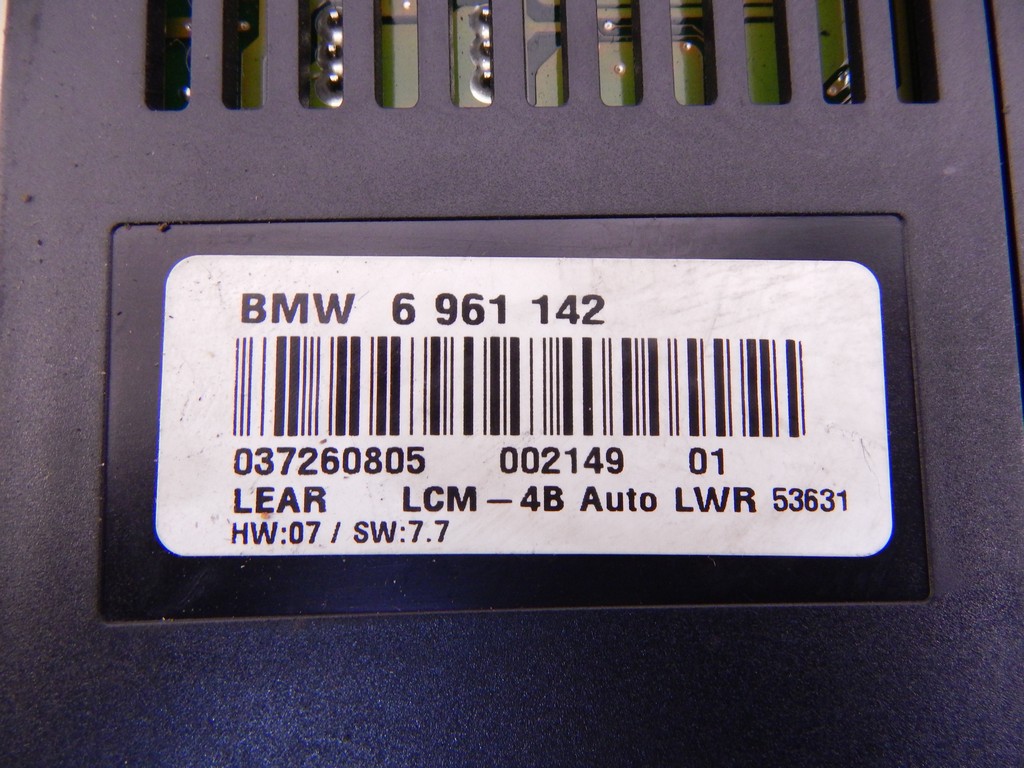 BMW 6 961 142
037260805 002149 01
LEAR LCM – 4B Auto LWR 53631
HW:07 / SW:7.7